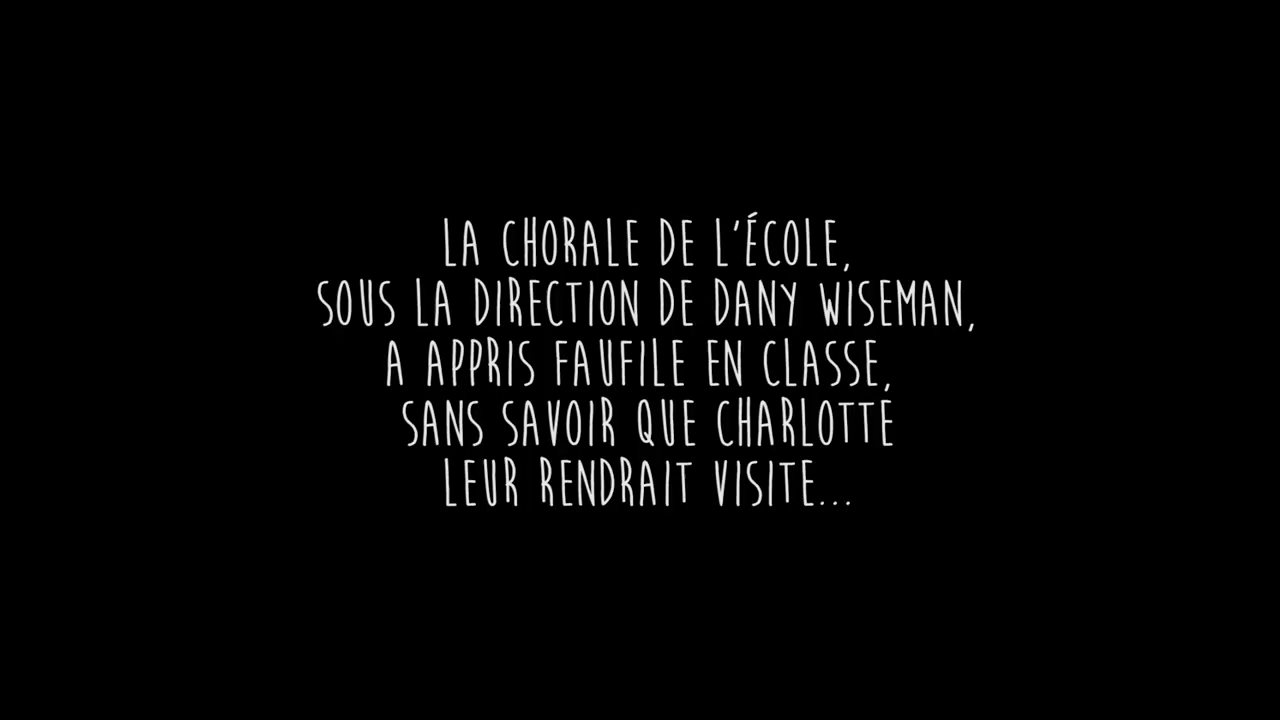 LA CHORALE DE L'ÉCOLE,
SOUS LA DIRECTION DE DANY WISEMAN,
A APPRIS FAUFILE EN CLASSE,
SANS SAVOIR QUE CHARLOTTE
LEUR RENDRAIT VISITE...